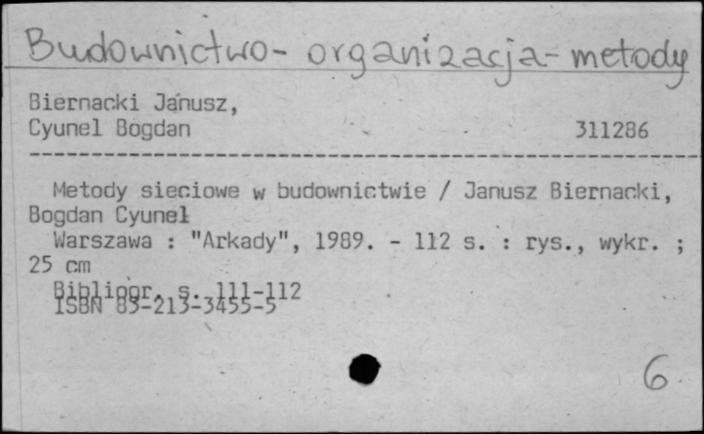 Budownictwo - organizacja - metody
Biernacki Janusz,
Cyunel Bogdan 311286
Metody sieciowe w budownictwie / Janusz Biernacki,
Bogdan Cyunel
Warszawa : "Arkady", 1989. - 112 s. : rys., wykr. ;
25 cm
Bibliogr. s. 111-112
ISBN 83-213-3455-5
6